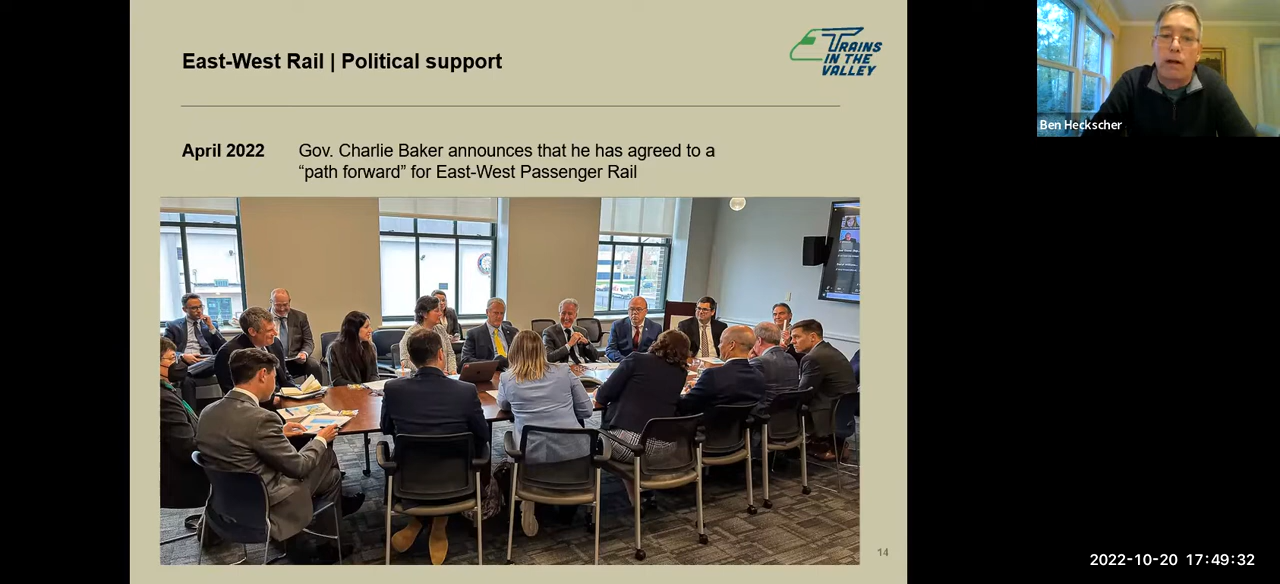 East-West Rail | Political support
TRAINS
IN THE
VALLEY
April 2022
Gov. Charlie Baker announces that he has agreed to a
“path forward” for East-West Passenger Rail
14
Ben Heckscher
2022-10-20 17:49:32